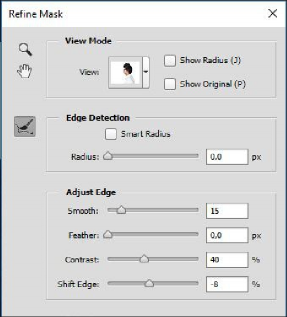 Refine Mask
View Mode
View:
Show Radius (J)
Show Original (P)
Edge Detection
Smart Radius
Radius: 0.0 px
Adjust Edge
Smooth: 15
Feather: 0.0 px
Contrast: 40 %
Shift Edge: -8 %